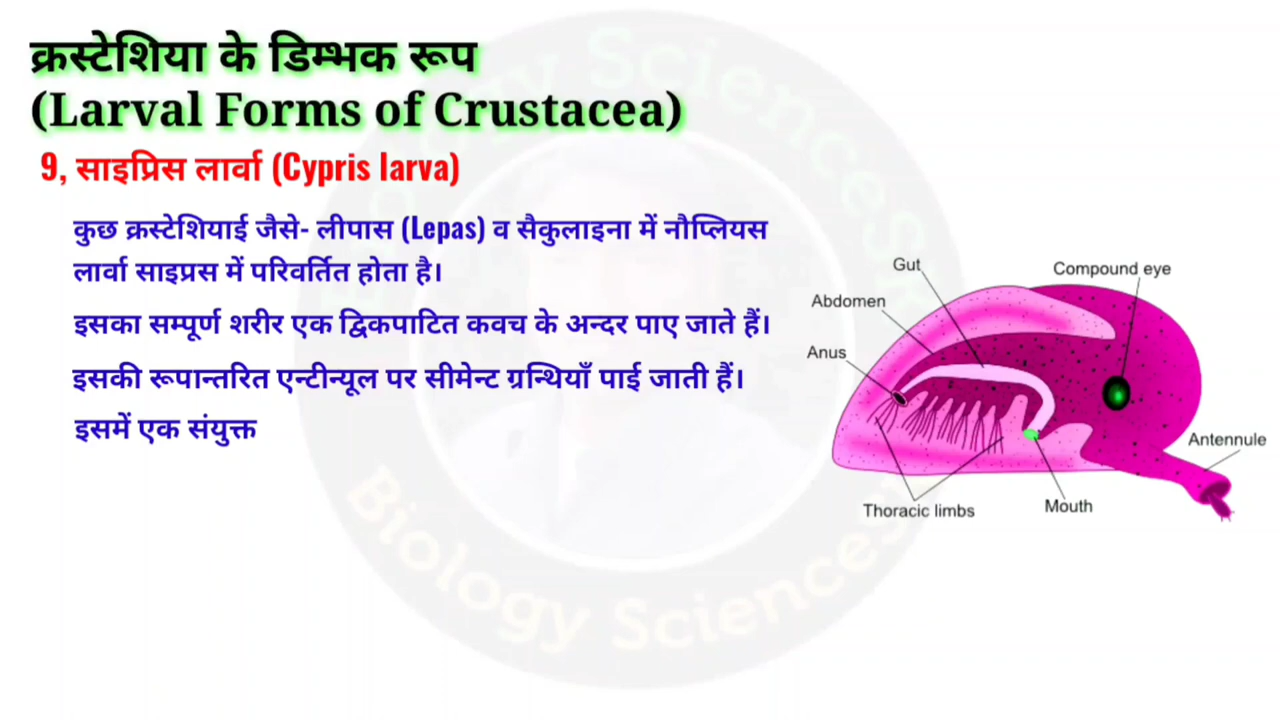 क्रस्टेशिया के डिम्भक रूप
(Larval Forms of Crustacea)
9, साइप्रिस लार्वा (Cypris larva)
कुछ क्रस्टेशियाई जैसे- लीपास (Lepas) व सैकुलाइना में नौप्लियस
लार्वा साइप्रस में परिवर्तित होता है।
इसका सम्पूर्ण शरीर एक द्विकपाटित कवच के अन्दर पाए जाते हैं।
इसकी रूपान्तरित एन्टीन्यूल पर सीमेन्ट ग्रन्थियाँ पाई जाती हैं।
इसमें एक संयुक्त
Gut
Compound eye
Abdomen
Anus
Antennule
Thoracic limbs
Mouth
Biology Sciences